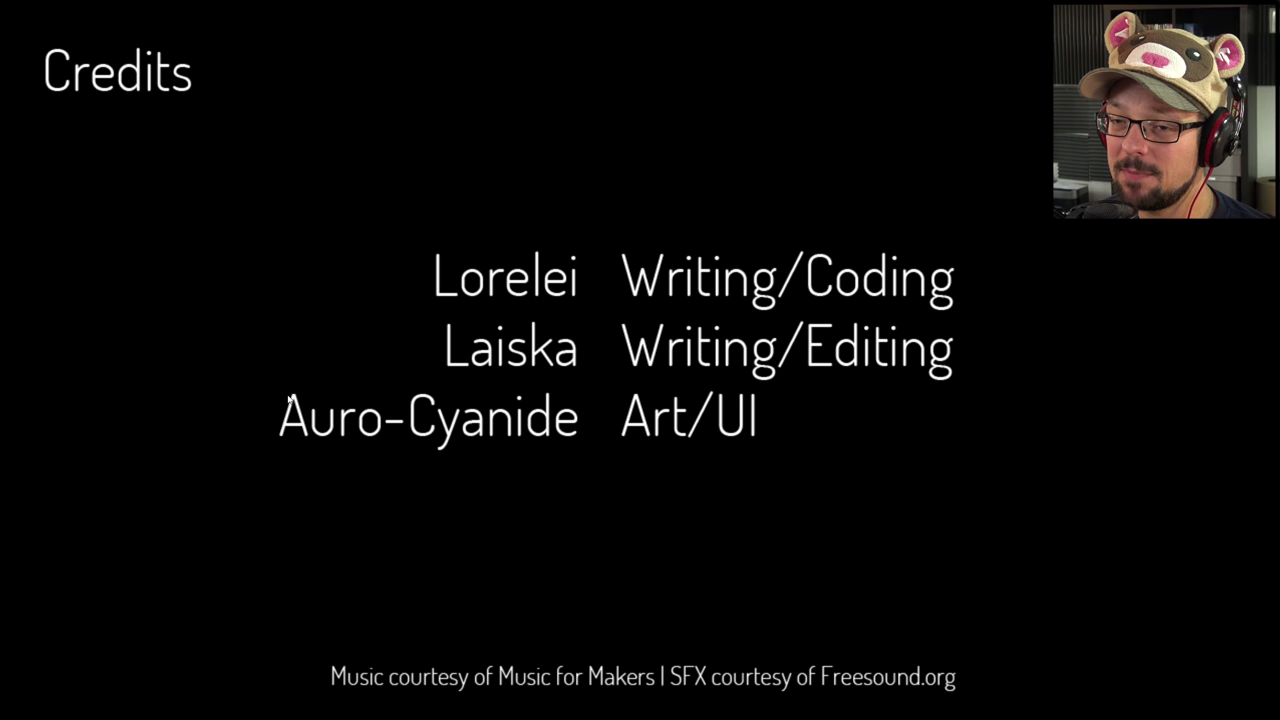 Credits
Lorelei Writing/Coding
Laiska Writing/Editing
Auro-Cyanide Art/UI
Music courtesy of Music for Makers | SFX courtesy of Freesound.org